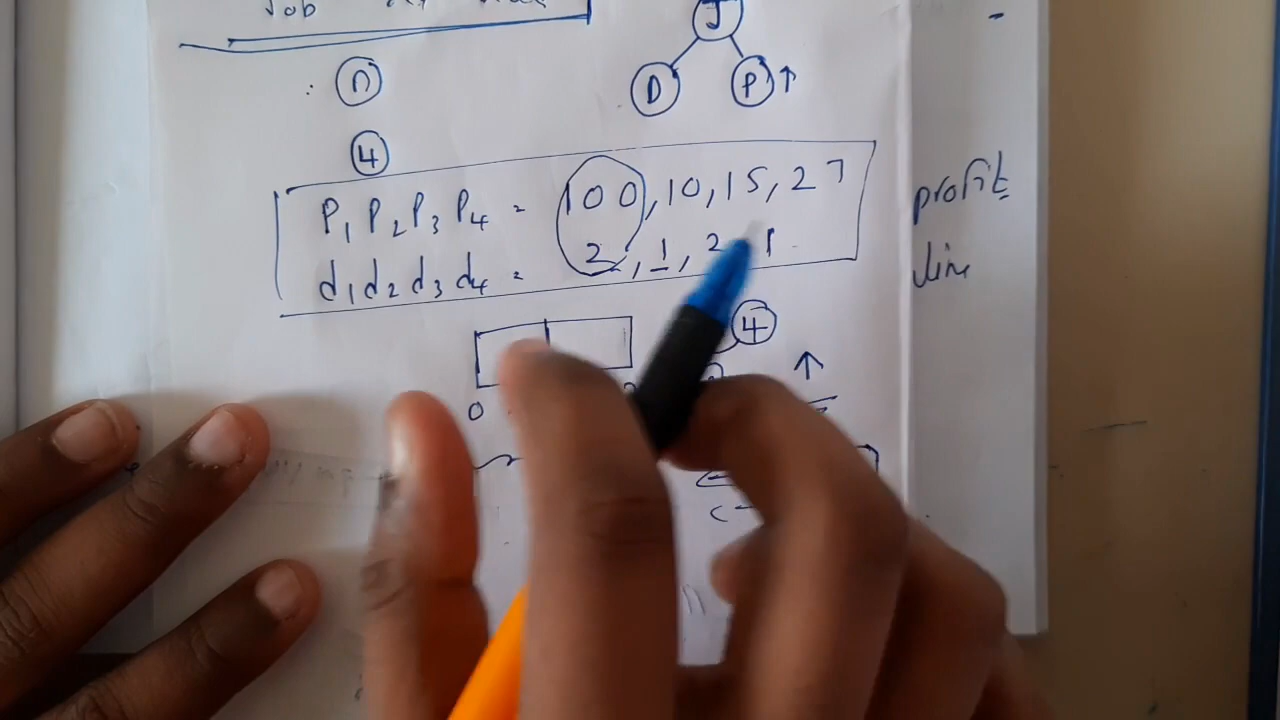 Job
J
n
D P ↑
4
P1 P2 P3 P4 = 100, 10, 15, 27
profit
d1 d2 d3 d4 = 2, 1, 2 1
4
↑
0